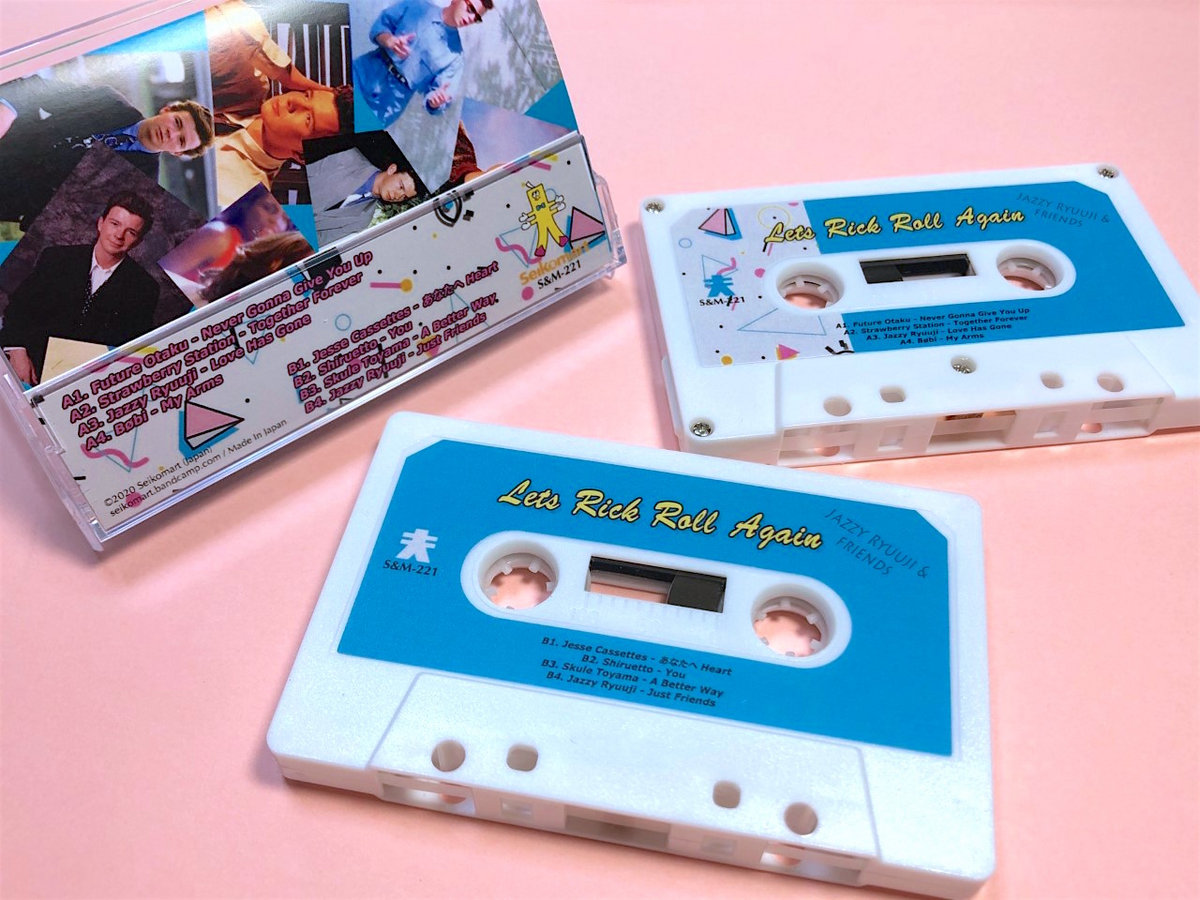 A1. Future Otaku - Never Gonna Give You Up
A2. Strawberry Station - Together Forever
A3. Jazzy Ryuuji - Love Has Gone
A4. Bøbi - My Arms
B1. Jesse Cassettes - あなたへ Heart
B2. Shiruetto - You
B3. Skule Toyama - A Better Way
B4. Jazzy Ryuuji - Just Friends
Seikomart
S&M-221
©2020 Seikomart (Japan)
seikomart.bandcamp.com / Made In Japan
Lets Rick Roll Again
JAZZY RYUUJI &
FRIENDS
S&M-221
A1. Future Otaku - Never Gonna Give You Up
A2. Strawberry Station - Together Forever
A3. Jazzy Ryuuji - Love Has Gone
A4. Bøbi - My Arms
Lets Rick Roll Again
JAZZY RYUUJI &
FRIENDS
S&M-221
B1. Jesse Cassettes - あなたへ Heart
B2. Shiruetto - You
B3. Skule Toyama - A Better Way
B4. Jazzy Ryuuji - Just Friends